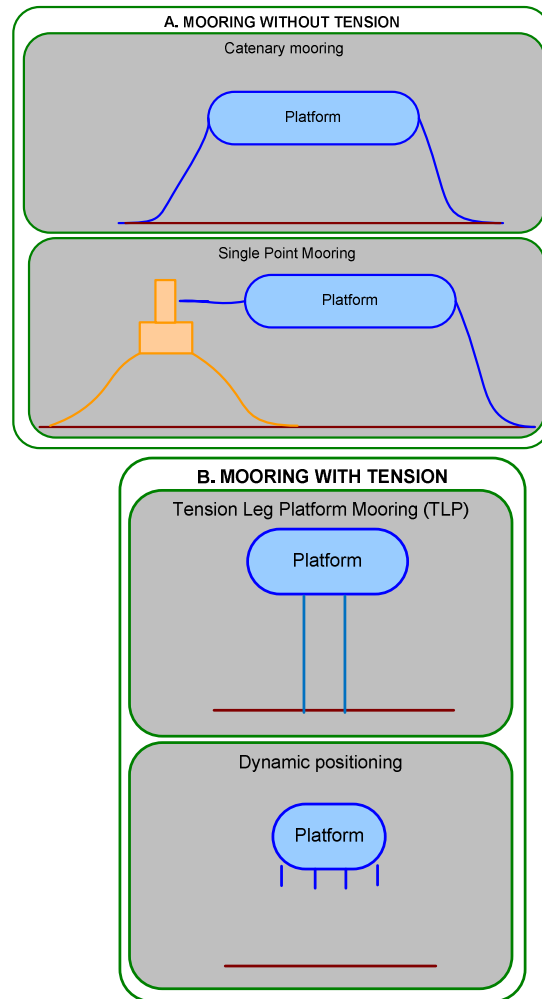 A. MOORING WITHOUT TENSION
Catenary mooring
Platform
Single Point Mooring
Platform
B. MOORING WITH TENSION
Tension Leg Platform Mooring (TLP)
Platform
Dynamic positioning
Platform